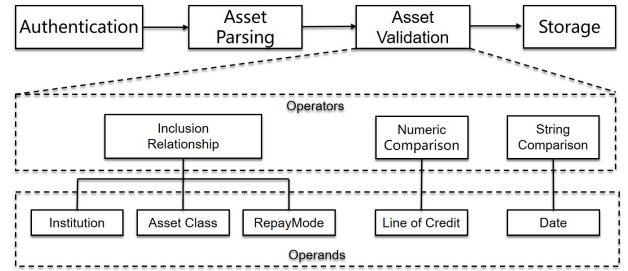 Authentication
Asset
Parsing
Asset
Validation
Storage
Operators
Inclusion
Relationship
Numeric
Comparison
String
Comparison
Institution
Asset Class
RepayMode
Line of Credit
Date
Operands